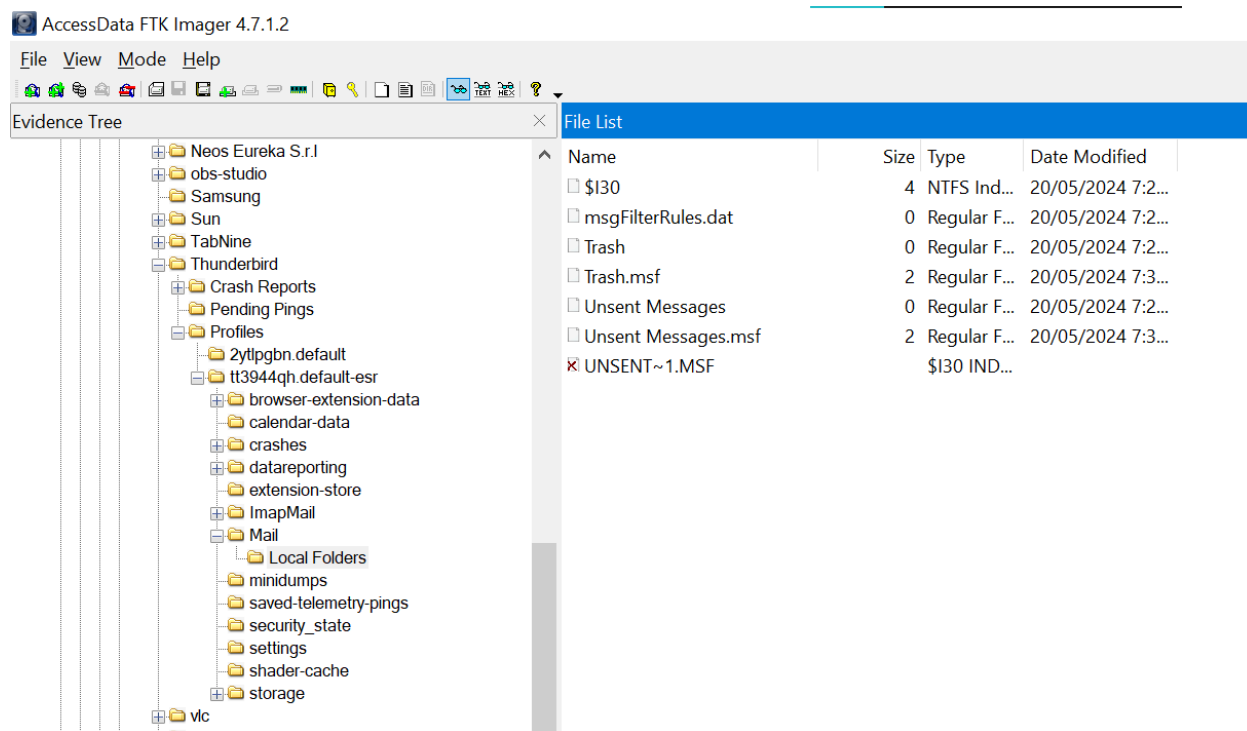 AccessData FTK Imager 4.7.1.2
File View Mode Help
Evidence Tree
Neos Eureka S.r.l
obs-studio
Samsung
Sun
TabNine
Thunderbird
Crash Reports
Pending Pings
Profiles
2ytlpgbn.default
tt3944qh.default-esr
browser-extension-data
calendar-data
crashes
datareporting
extension-store
ImapMail
Mail
Local Folders
minidumps
saved-telemetry-pings
security_state
settings
shader-cache
storage
vlc
File List
Name Size Type Date Modified
$I30 4 NTFS Ind... 20/05/2024 7:2...
msgFilterRules.dat 0 Regular F... 20/05/2024 7:2...
Trash 0 Regular F... 20/05/2024 7:2...
Trash.msf 2 Regular F... 20/05/2024 7:3...
Unsent Messages 0 Regular F... 20/05/2024 7:2...
Unsent Messages.msf 2 Regular F... 20/05/2024 7:3...
UNSENT~1.MSF $I30 IND...